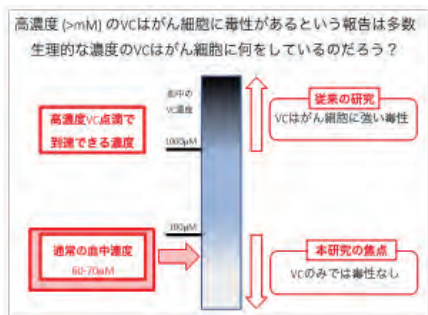 高濃度 (>mM) のVCはがん細胞に毒性があるという報告は多数
生理的な濃度のVCはがん細胞に何をしているのだろう？
血中の
VC濃度
高濃度VC点滴で
到達できる濃度
1000μM
従来の研究
VCはがん細胞に強い毒性
100μM
通常の血中濃度
60-70μM
本研究の焦点
VCのみでは毒性なし